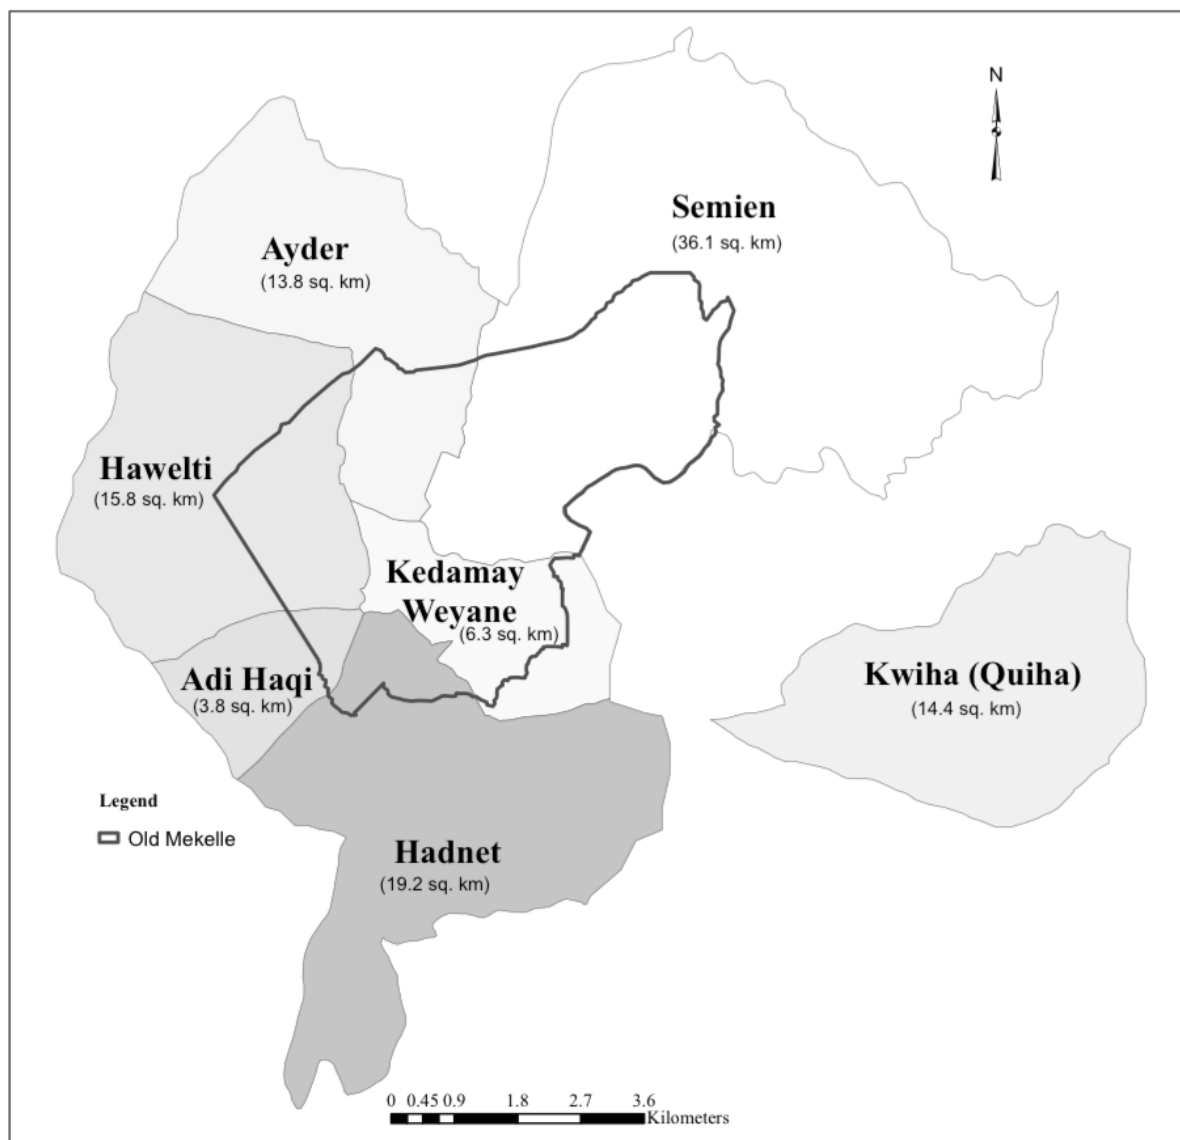 N
Semien
(36.1 sq. km)
Ayder
(13.8 sq. km)
Hawelti
(15.8 sq. km)
Kedamay
Weyane
(6.3 sq. km)
Adi Haqi
(3.8 sq. km)
Kwiha (Quiha)
(14.4 sq. km)
Legend
Old Mekelle
Hadnet
(19.2 sq. km)
0 0.45 0.9 1.8 2.7 3.6
Kilometers